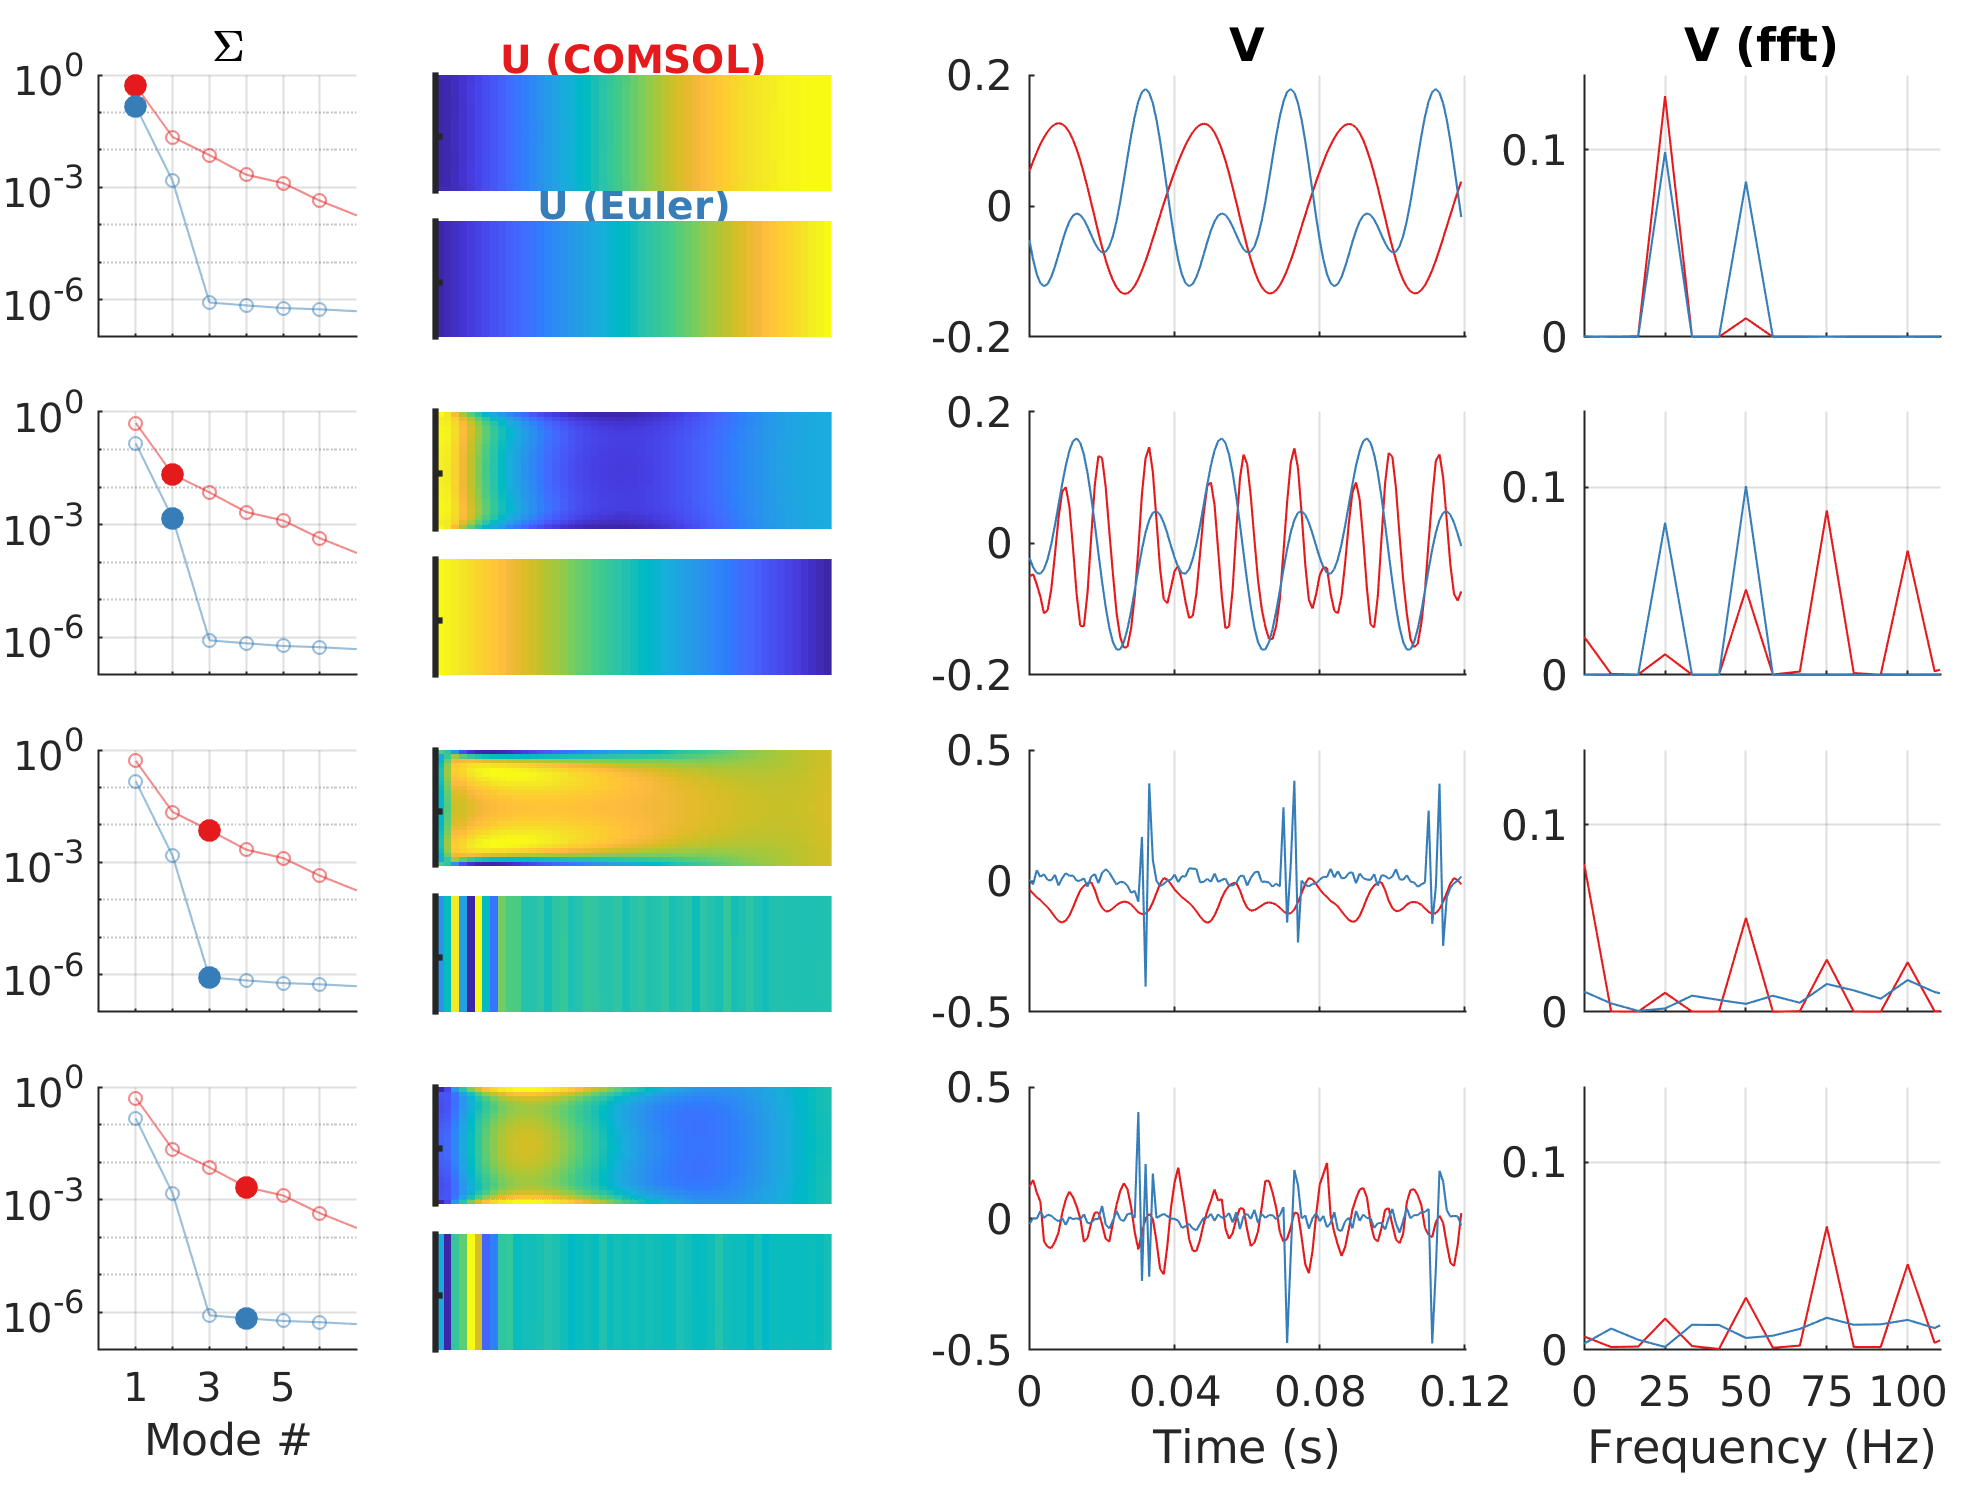 Σ
U (COMSOL)
V
V (fft)
10^0
10^-3
10^-6
U (Euler)
0.2
0
-0.2
0.1
0
10^0
10^-3
10^-6
0.2
0
-0.2
0.1
0
10^0
10^-3
10^-6
0.5
0
-0.5
0.1
0
10^0
10^-3
10^-6
0.5
0
-0.5
0.1
0
1 3 5
Mode #
0 0.04 0.08 0.12
Time (s)
0 25 50 75 100
Frequency (Hz)